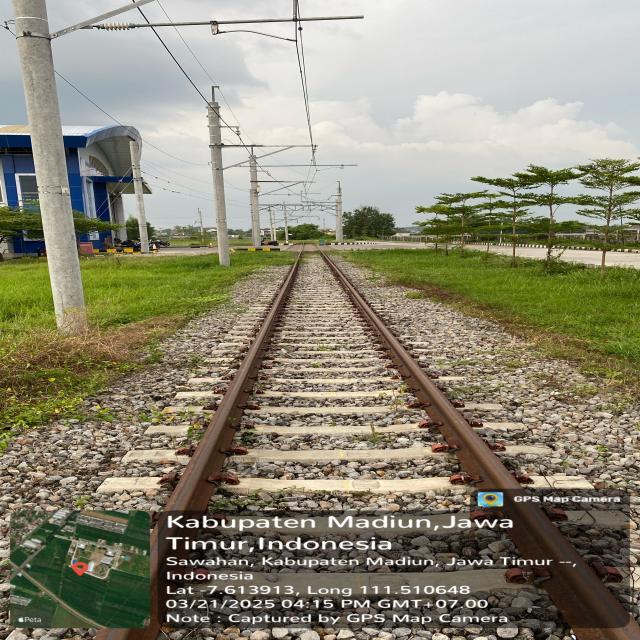 GPS Map Camera
Kabupaten Madiun,Jawa
Timur,Indonesia
Sawahan, Kabupaten Madiun, Jawa Timur --,
Indonesia
Lat -7.613913, Long 111.510648
03/21/2025 04:15 PM GMT+07.00
Note : Captured by GPS Map Camera
Peta